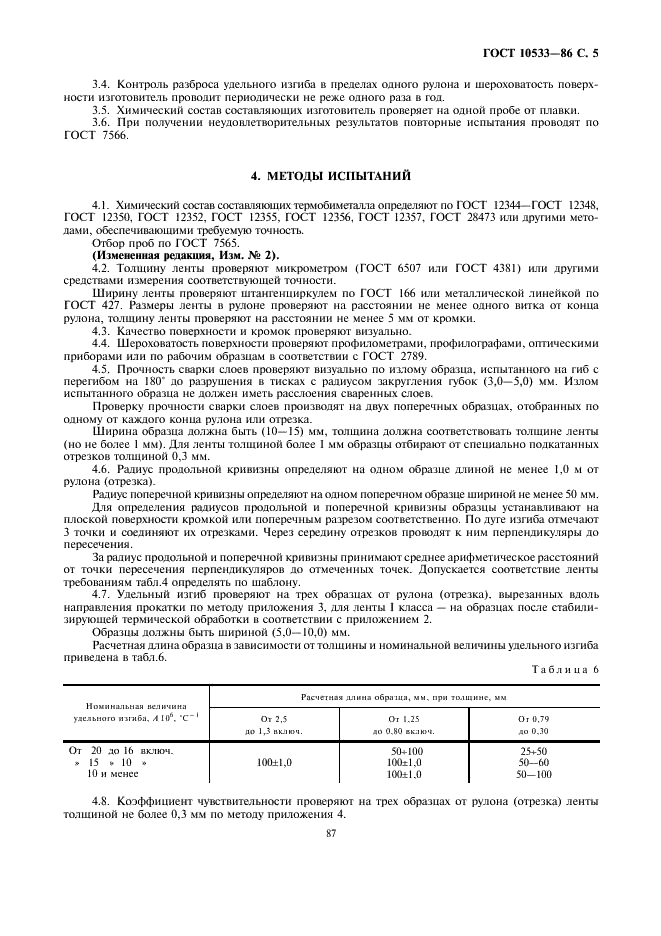 ГОСТ 10533—86 С. 5
3.4. Контроль разброса удельного изгиба в пределах одного рулона и шероховатость поверх-
ности изготовитель проводит периодически не реже одного раза в год.
3.5. Химический состав составляющих изготовитель проверяет на одной пробе от плавки.
3.6. При получении неудовлетворительных результатов повторные испытания проводят по
ГОСТ 7566.
4. МЕТОДЫ ИСПЫТАНИЙ
4.1. Химический состав составляющих термобиметалла определяют по ГОСТ 12344—ГОСТ 12348,
ГОСТ 12350, ГОСТ 12352, ГОСТ 12355, ГОСТ 12356, ГОСТ 12357, ГОСТ 28473 или другими мето-
дами, обеспечивающими требуемую точность.
Отбор проб по ГОСТ 7565.
(Измененная редакция, Изм. № 2).
4.2. Толщину ленты проверяют микрометром (ГОСТ 6507 или ГОСТ 4381) или другими
средствами измерения соответствующей точности.
Ширину ленты проверяют штангенциркулем по ГОСТ 166 или металлической линейкой по
ГОСТ 427. Размеры ленты в рулоне проверяют на расстоянии не менее одного витка от конца
рулона, толщину ленты проверяют на расстоянии не менее 5 мм от кромки.
4.3. Качество поверхности и кромок проверяют визуально.
4.4. Шероховатость поверхности проверяют профилометрами, профилографами, оптическими
приборами или по рабочим образцам в соответствии с ГОСТ 2789.
4.5. Прочность сварки слоев проверяют визуально по излому образца, испытанного на гиб с
перегибом на 180° до разрушения в тисках с радиусом закругления губок (3,0—5,0) мм. Излом
испытанного образца не должен иметь расслоения сваренных слоев.
Проверку прочности сварки слоев производят на двух поперечных образцах, отобранных по
одному от каждого конца рулона или отрезка.
Ширина образца должна быть (10—15) мм, толщина должна соответствовать толщине ленты
(но не более 1 мм). Для ленты толщиной более 1 мм образцы отбирают от специально подкатанных
отрезков толщиной 0,3 мм.
4.6. Радиус продольной кривизны определяют на одном образце длиной не менее 1,0 м от
рулона (отрезка).
Радиус поперечной кривизны определяют на одном поперечном образце шириной не менее 50 мм.
Для определения радиусов продольной и поперечной кривизны образцы устанавливают на
плоской поверхности кромкой или поперечным разрезом соответственно. По дуге изгиба отмечают
3 точки и соединяют их отрезками. Через середину отрезков проводят к ним перпендикуляры до
пересечения.
За радиус продольной и поперечной кривизны принимают среднее арифметическое расстояний
от точки пересечения перпендикуляров до отмеченных точек. Допускается соответствие ленты
требованиям табл.4 определять по шаблону.
4.7. Удельный изгиб проверяют на трех образцах от рулона (отрезка), вырезанных вдоль
направления прокатки по методу приложения 3, для ленты I класса — на образцах после стабили-
зирующей термической обработки в соответствии с приложением 2.
Образцы должны быть шириной (5,0—10,0) мм.
Расчетная длина образца в зависимости от толщины и номинальной величины удельного изгиба
приведена в табл.6.
Таблица 6
Номинальная величина
удельного изгиба, А 10⁶, °С⁻¹
Расчетная длина образца, мм, при толщине, мм
От 2,5
до 1,3 включ.
От 1,25
до 0,80 включ.
От 0,79
до 0,30
От 20 до 16 включ. 50÷100 25÷50
» 15 » 10 » 100±1,0 100±1,0 50—60
10 и менее 100±1,0 50—100
4.8. Коэффициент чувствительности проверяют на трех образцах от рулона (отрезка) ленты
толщиной не более 0,3 мм по методу приложения 4.
87